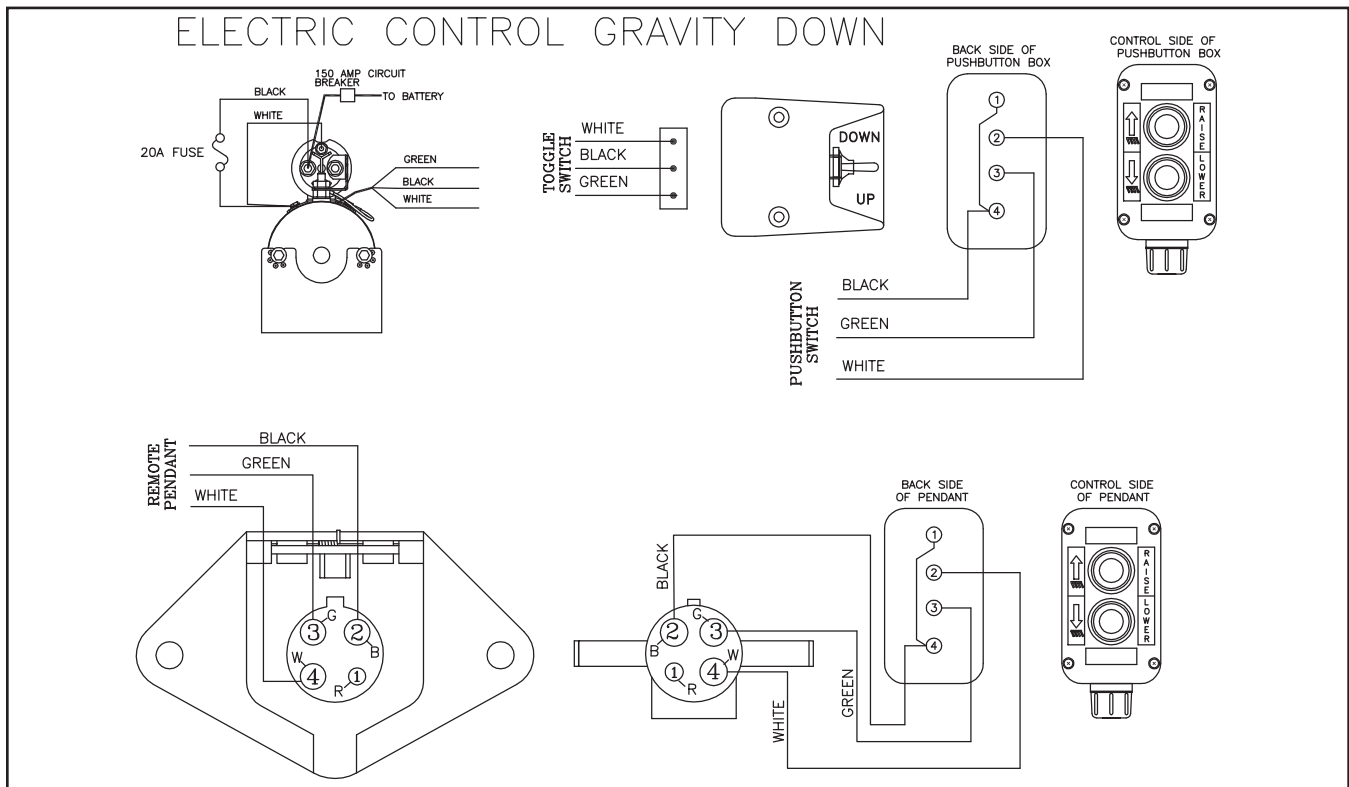 ELECTRIC CONTROL GRAVITY DOWN
150 AMP CIRCUIT
BREAKER
TO BATTERY
BLACK
WHITE
20A FUSE
GREEN
BLACK
WHITE
TOGGLE
SWITCH
WHITE
BLACK
GREEN
DOWN
UP
BACK SIDE OF
PUSHBUTTON BOX
1
2
3
4
CONTROL SIDE OF
PUSHBUTTON BOX
RAISE
LOWER
PUSHBUTTON
SWITCH
BLACK
GREEN
WHITE
REMOTE
PENDANT
BLACK
GREEN
WHITE
G
3
2
B
W
4
R
1
BLACK
G
2
3
B
W
1
4
R
WHITE
GREEN
BACK SIDE
OF PENDANT
1
2
3
4
CONTROL SIDE
OF PENDANT
RAISE
LOWER